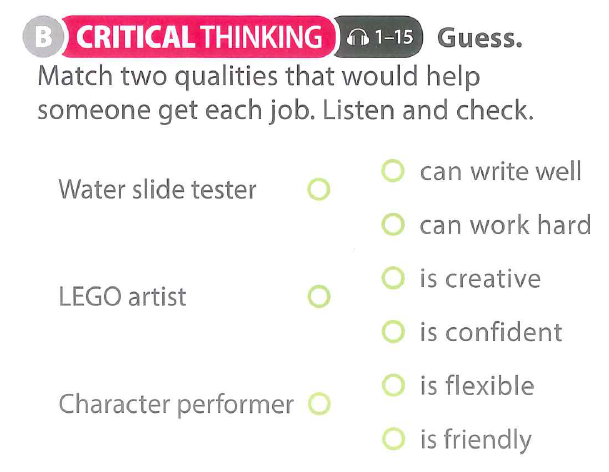 B CRITICAL THINKING 1–15 Guess.
Match two qualities that would help
someone get each job. Listen and check.
Water slide tester
LEGO artist
Character performer
can write well
can work hard
is creative
is confident
is flexible
is friendly